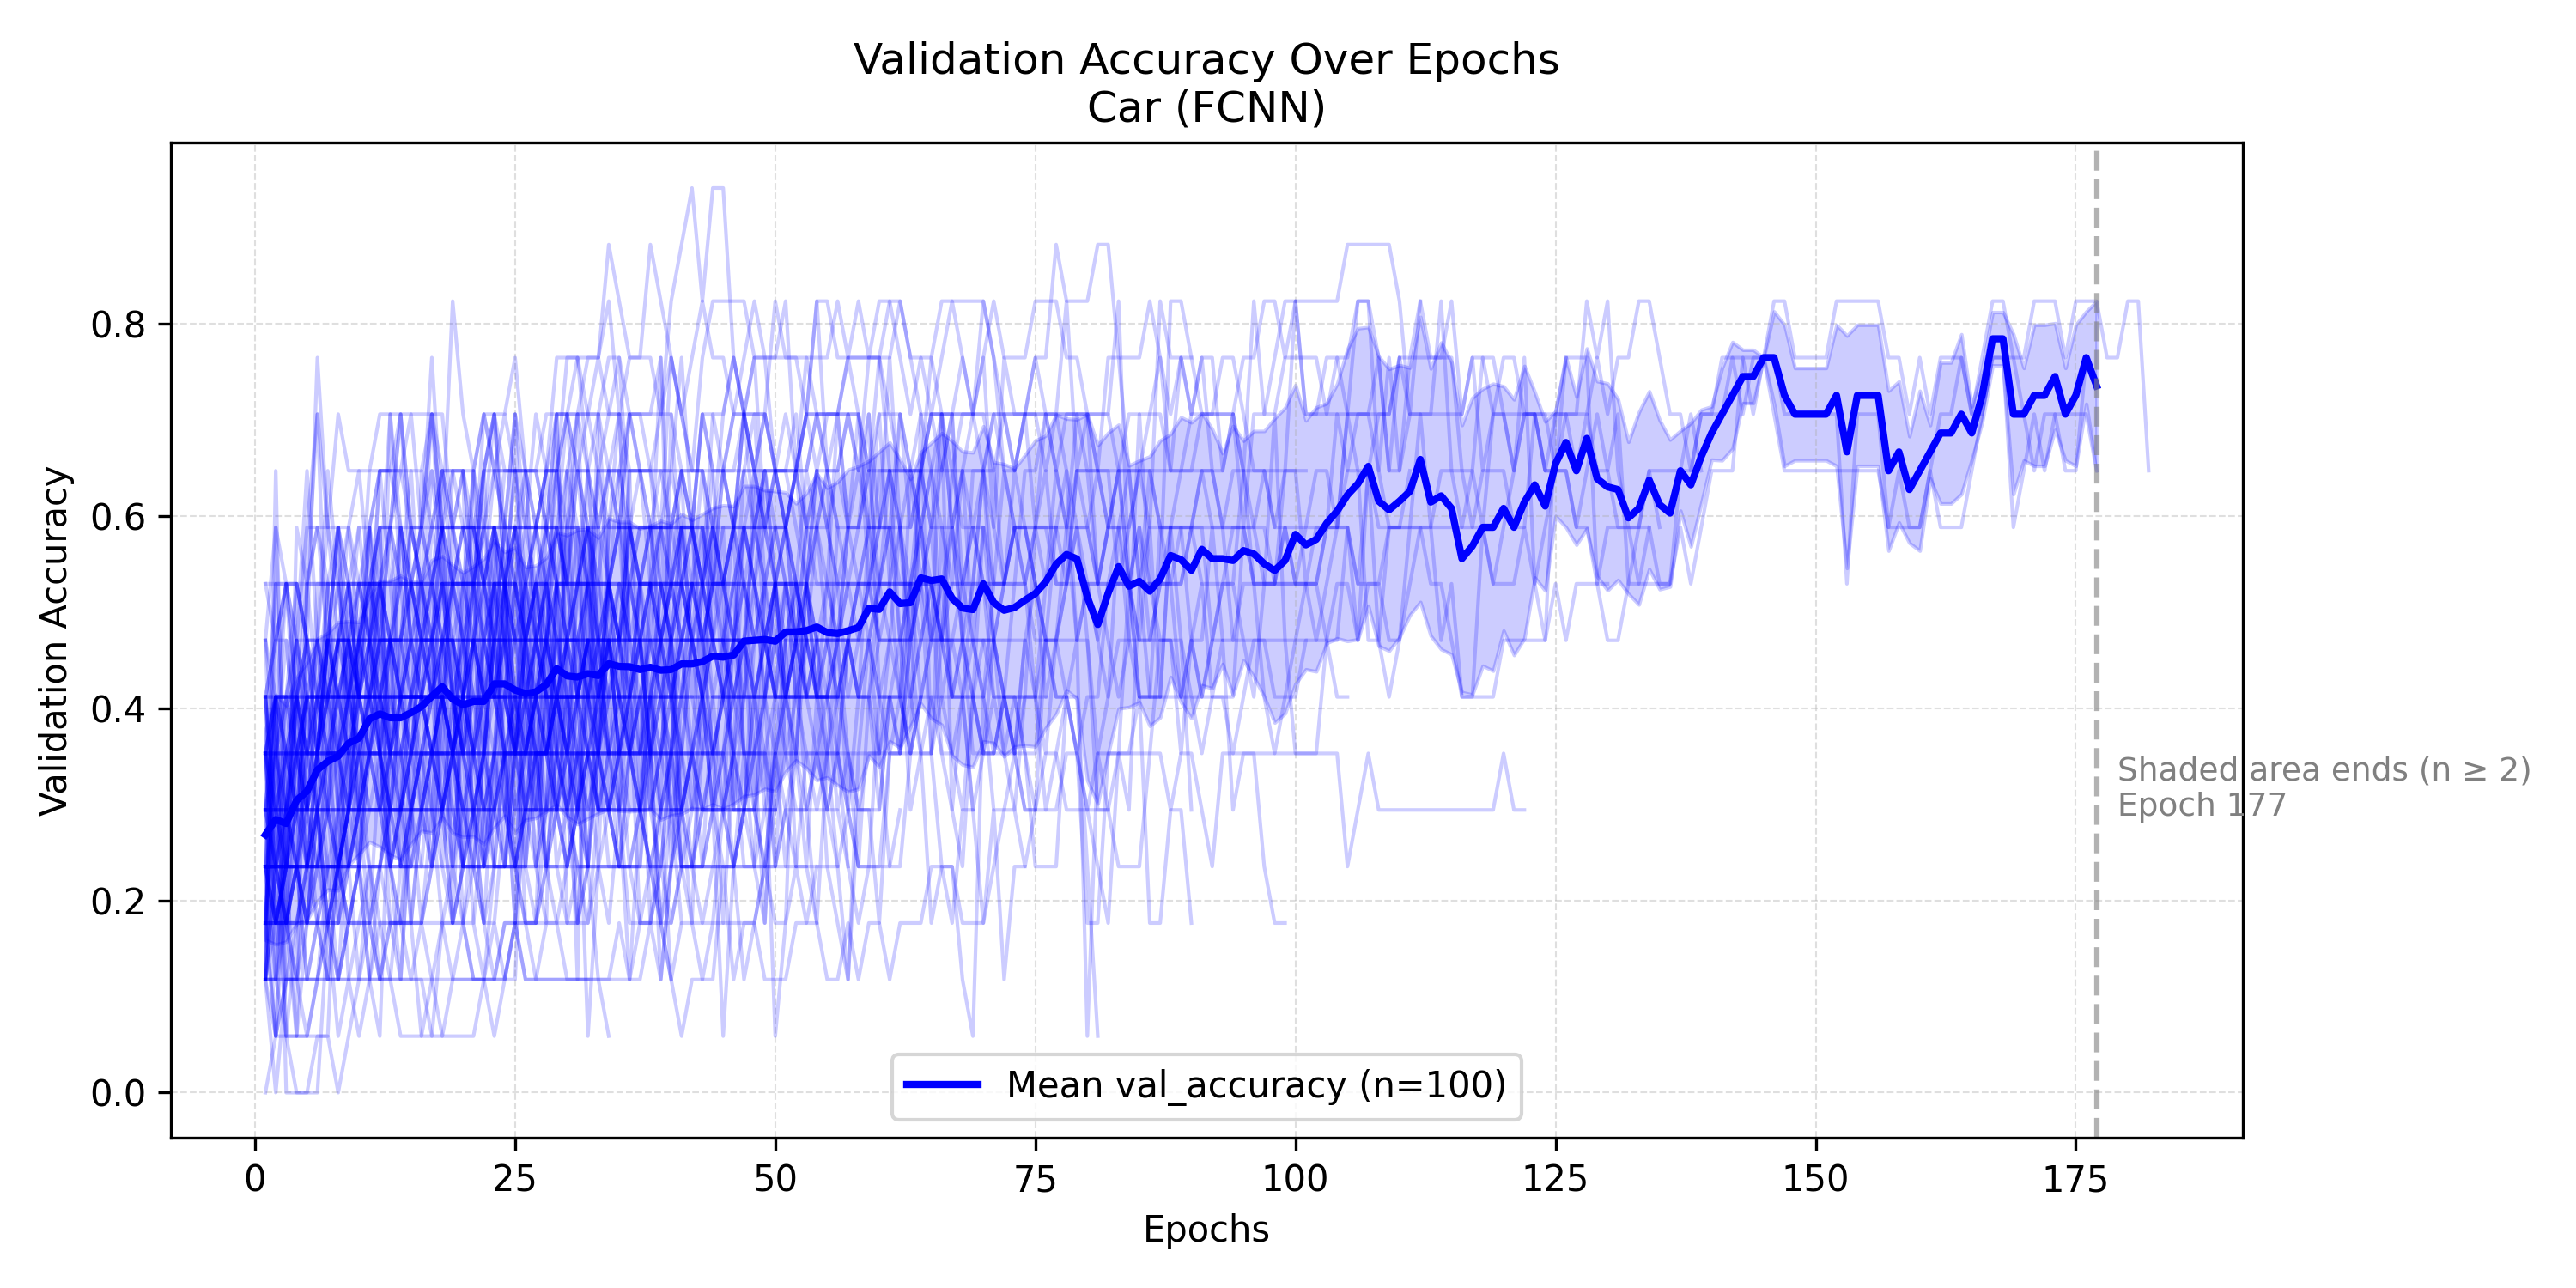 Validation Accuracy Over Epochs
Car (FCNN)
Validation Accuracy
0.8
0.6
0.4
0.2
0.0
Shaded area ends (n ≥ 2)
Epoch 177
Mean val_accuracy (n=100)
0 25 50 75 100 125 150 175
Epochs